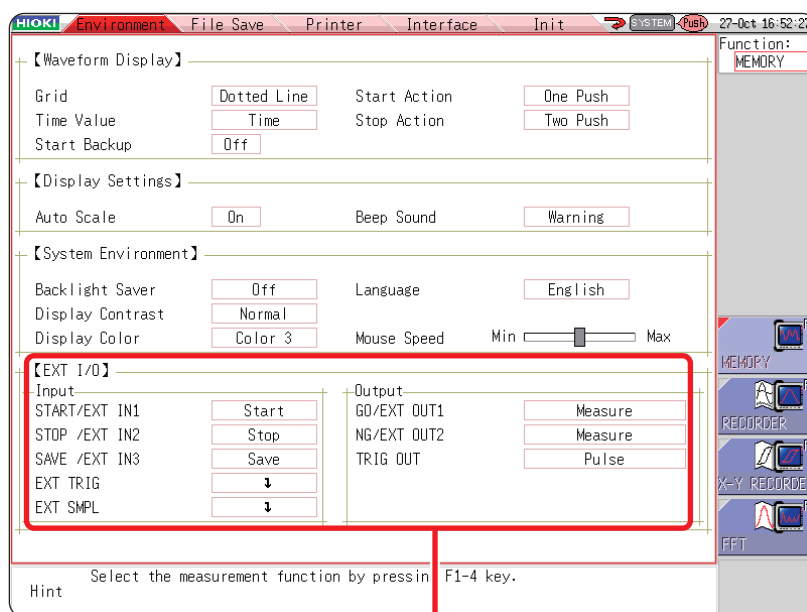 HIOKI Environment File Save Printer Interface Init SYSTEM Push 27-Oct 16:52:27
Function:
MEMORY
【Waveform Display】
Grid Dotted Line Start Action One Push
Time Value Time Stop Action Two Push
Start Backup Off
【Display Settings】
Auto Scale On Beep Sound Warning
【System Environment】
Backlight Saver Off Language English
Display Contrast Normal
Display Color Color 3 Mouse Speed Min Max
【EXT I/O】
Input Output
START/EXT IN1 Start GO/EXT OUT1 Measure
STOP /EXT IN2 Stop NG/EXT OUT2 Measure
SAVE /EXT IN3 Save TRIG OUT Pulse
EXT TRIG ↴
EXT SMPL ↴
MEMORY
RECORDER
X-Y RECORDE
FFT
Select the measurement function by pressin F1-4 key.
Hint